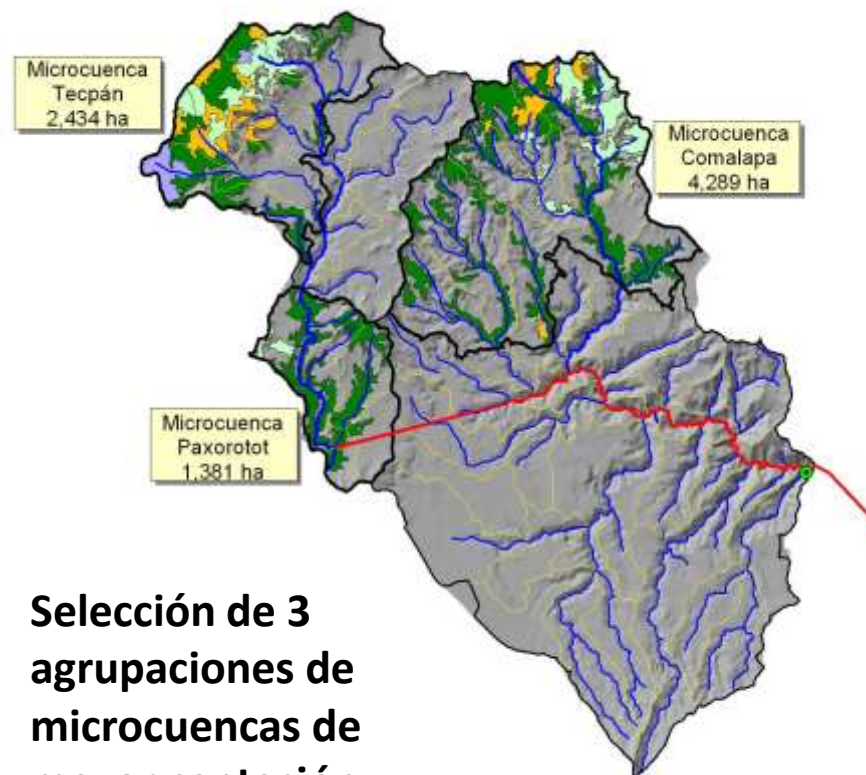 Microcuenca
Tecpán
2,434 ha
Microcuenca
Comalapa
4,289 ha
Microcuenca
Paxorotot
1,381 ha
Selección de 3
agrupaciones de
microcuencas de